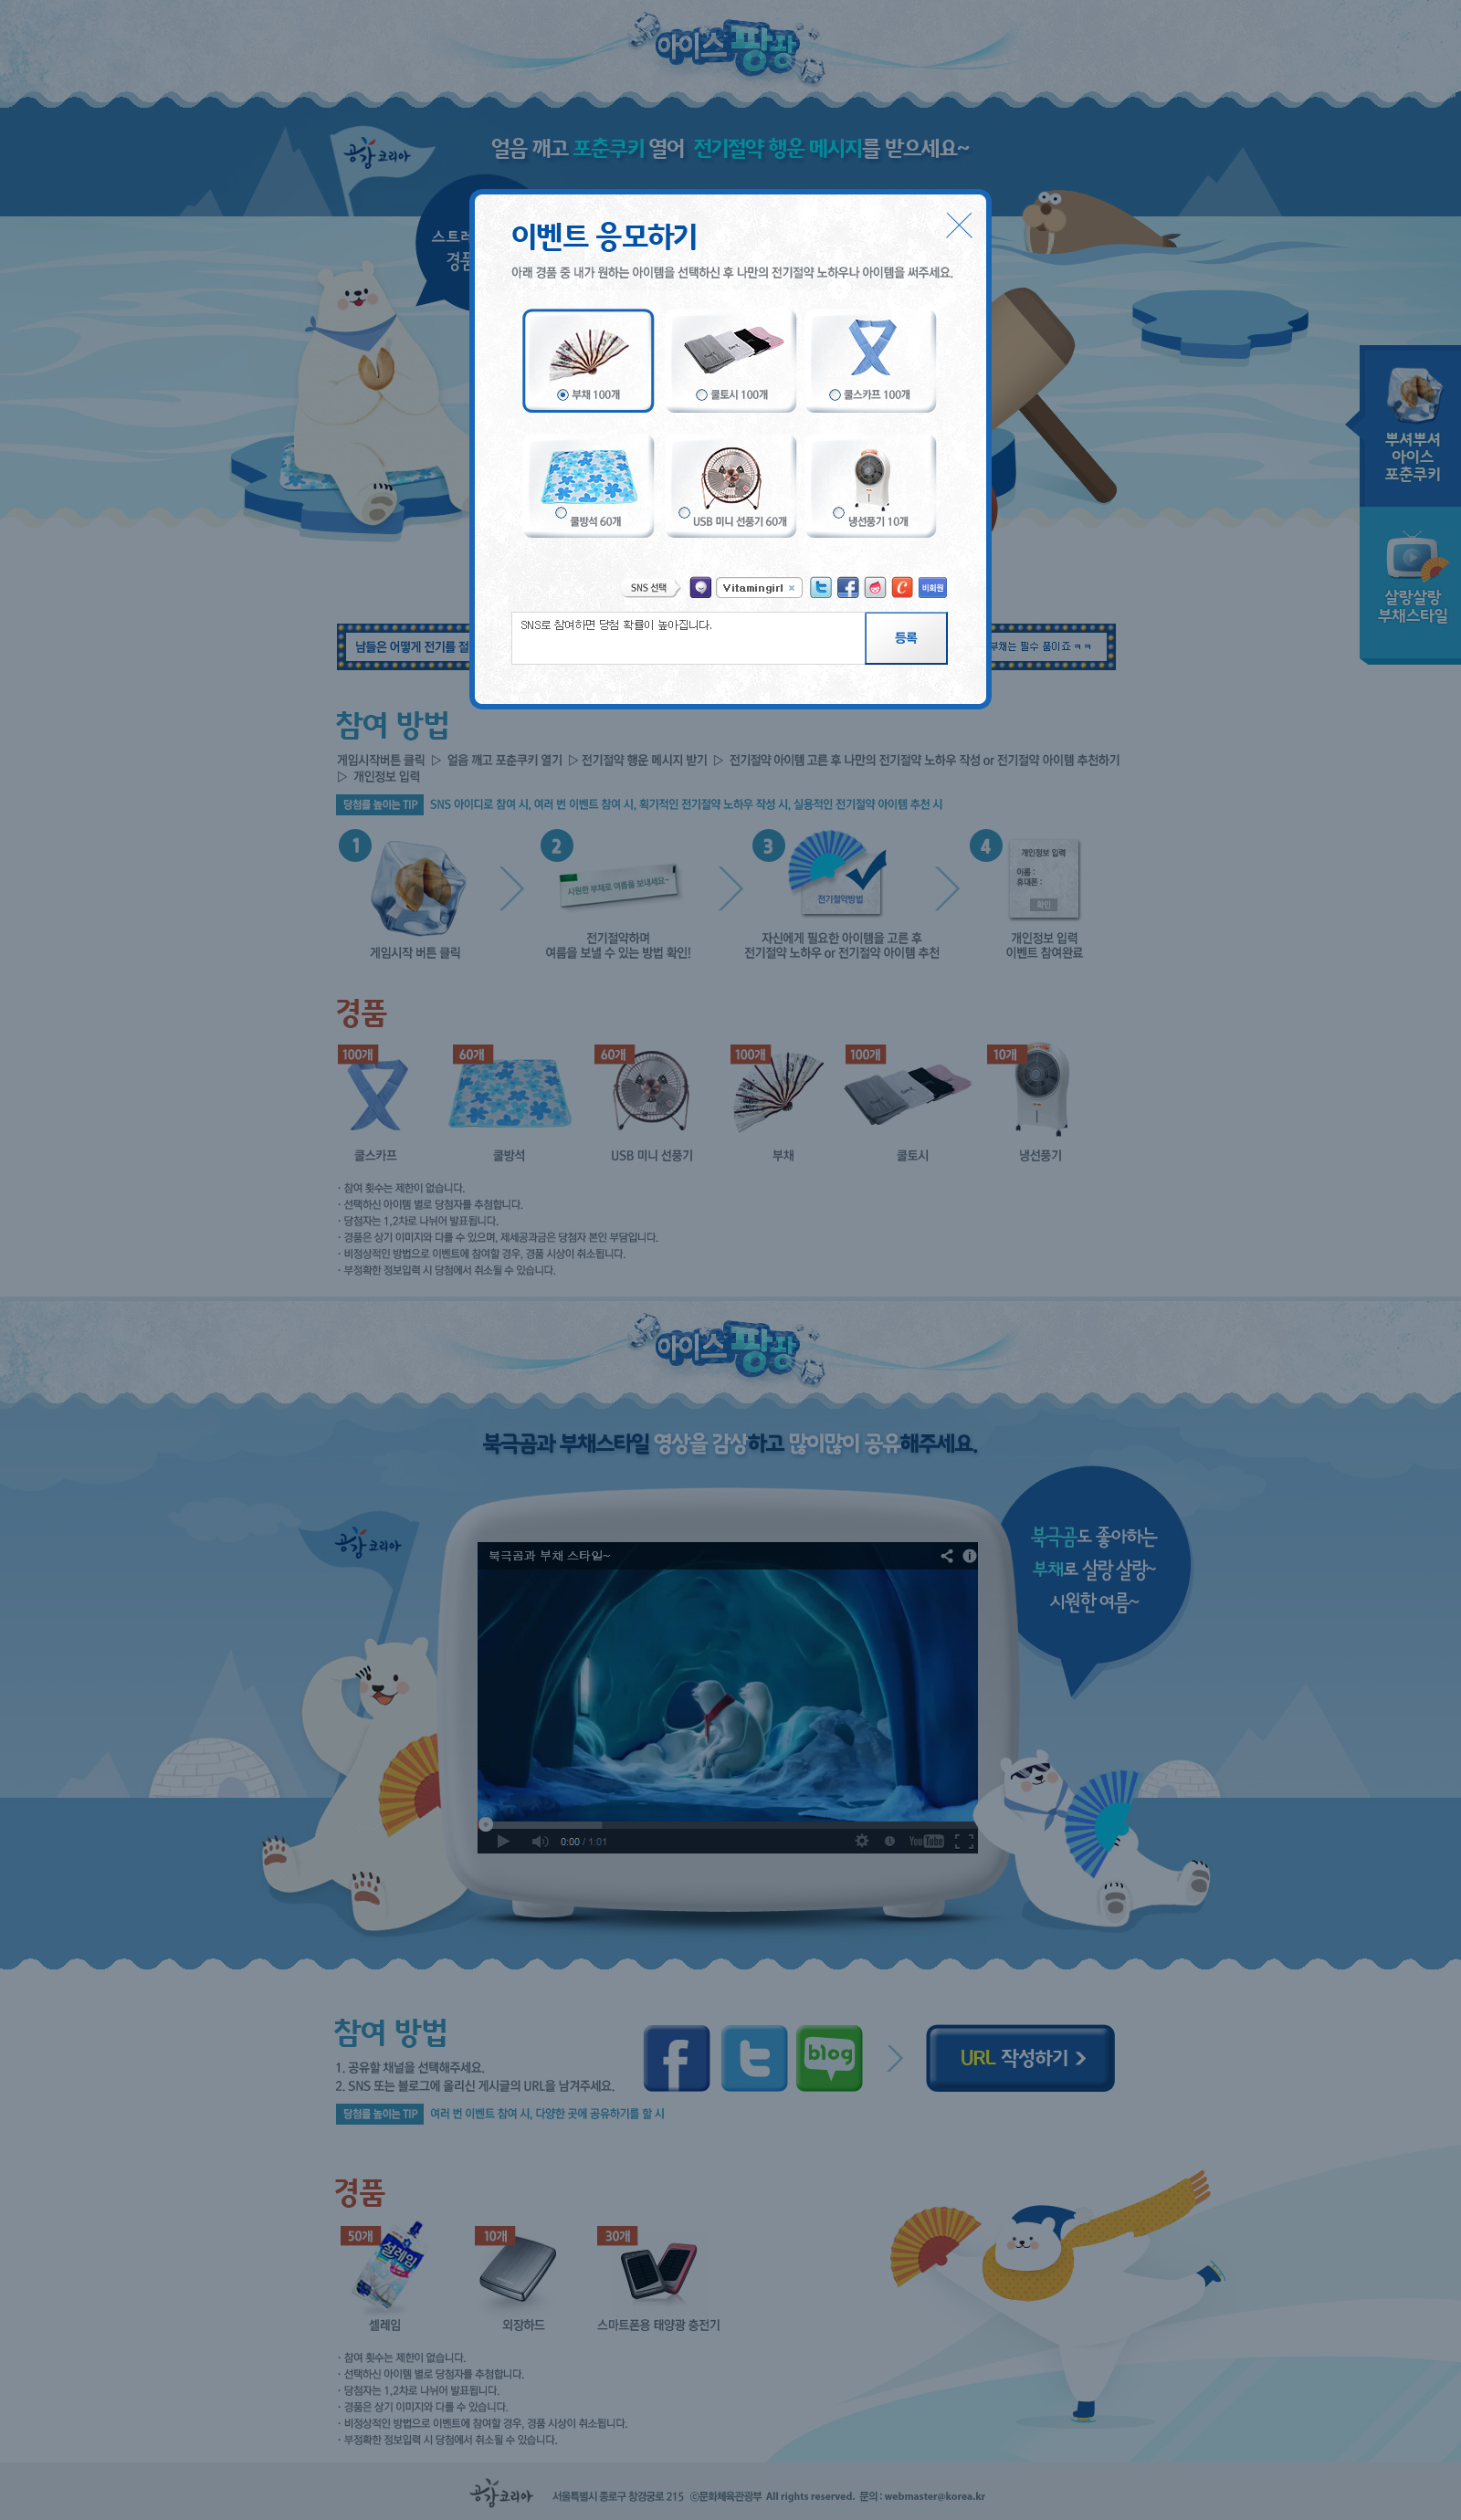 아이스 팡팡
공감코리아
얼음 깨고 포춘쿠키 열어 전기절약 행운 메시지를 받으세요~
스트레
경품
이벤트 응모하기
아래 경품 중 내가 원하는 아이템을 선택하신 후 나만의 전기절약 노하우나 아이템을 써주세요.
부채 100개
쿨토시 100개
쿨스카프 100개
쿨방석 60개
USB 미니 선풍기 60개
냉선풍기 10개
SNS 선택
Vitamingirl ×
비회원
SNS로 참여하면 당첨 확률이 높아집니다.
등록
뿌셔뿌셔
아이스
포춘쿠키
살랑살랑
부채스타일
남들은 어떻게 전기를 절
부채는 필수 품이죠 ㅋㅋ
참여 방법
게임시작버튼 클릭 ▷ 얼음 깨고 포춘쿠키 열기 ▷ 전기절약 행운 메시지 받기 ▷ 전기절약 아이템 고른 후 나만의 전기절약 노하우 작성 or 전기절약 아이템 추천하기
▷ 개인정보 입력
당첨률 높이는 TIP SNS 아이디로 참여 시, 여러 번 이벤트 참여 시, 획기적인 전기절약 노하우 작성 시, 실용적인 전기절약 아이템 추천 시
1
게임시작 버튼 클릭
2
시원한 부채로 여름을 보내세요~
전기절약하며
여름을 보낼 수 있는 방법 확인!
3
전기절약방법
자신에게 필요한 아이템을 고른 후
전기절약 노하우 or 전기절약 아이템 추천
4
개인정보 입력
이름 :
휴대폰 :
확인
개인정보 입력
이벤트 참여완료
경품
100개
60개
60개
100개
100개
10개
쿨스카프
쿨방석
USB 미니 선풍기
부채
쿨토시
냉선풍기
· 참여 횟수는 제한이 없습니다.
· 선택하신 아이템 별로 당첨자를 추첨합니다.
· 당첨자는 1,2차로 나뉘어 발표됩니다.
· 경품은 상기 이미지와 다를 수 있으며, 제세공과금은 당첨자 본인 부담입니다.
· 비정상적인 방법으로 이벤트에 참여할 경우, 경품 시상이 취소됩니다.
· 부정확한 정보입력 시 당첨에서 취소될 수 있습니다.
아이스 팡팡
북극곰과 부채스타일 영상을 감상하고 많이많이 공유해주세요.
공감코리아
북극곰도 좋아하는
부채로 살랑 살랑~
시원한 여름~
북극곰과 부채 스타일~
0:00 / 1:01
YouTube
참여 방법
1. 공유할 채널을 선택해주세요.
2. SNS 또는 블로그에 올리신 게시글의 URL을 남겨주세요.
당첨률 높이는 TIP 여러 번 이벤트 참여 시, 다양한 곳에 공유하기를 할 시
blog
URL 작성하기
경품
50개
10개
30개
설레임
셀레임
외장하드
스마트폰용 태양광 충전기
· 참여 횟수는 제한이 없습니다.
· 선택하신 아이템 별로 당첨자를 추첨합니다.
· 당첨자는 1,2차로 나뉘어 발표됩니다.
· 경품은 상기 이미지와 다를 수 있습니다.
· 비정상적인 방법으로 이벤트에 참여할 경우, 경품 시상이 취소됩니다.
· 부정확한 정보입력 시 당첨에서 취소될 수 있습니다.
공감코리아
서울특별시 종로구 창경궁로 215 ⓒ문화체육관광부 All rights reserved. 문의 : webmaster@korea.kr